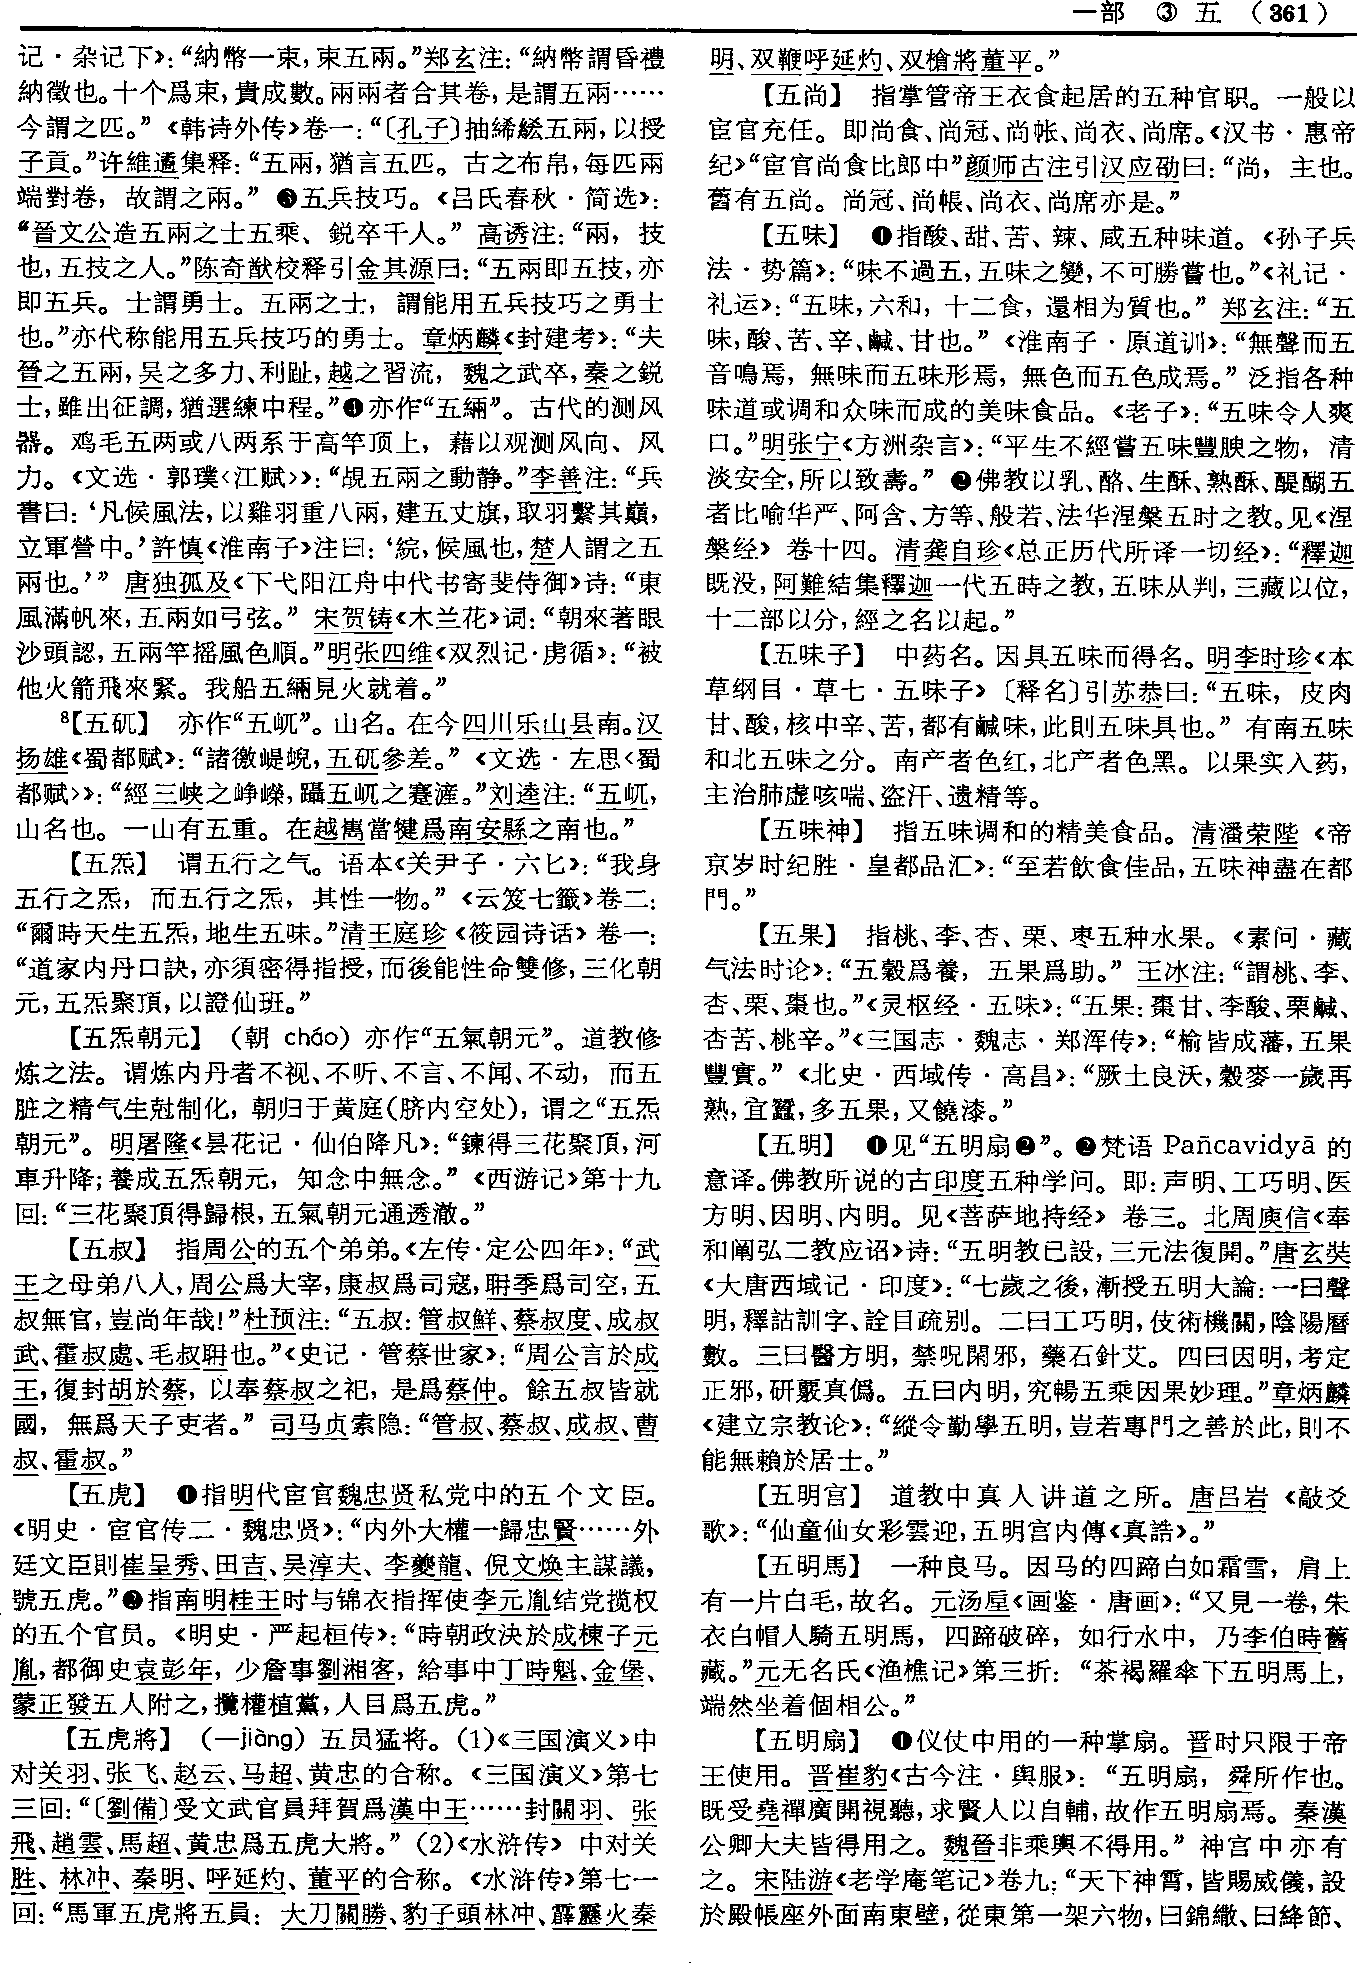 一部 ③ 五 （361）
记·杂记下》：“納幣一束，束五兩。”郑玄注：“納幣謂昏禮
納徵也。十个爲束，貴成數。兩兩者合其卷，是謂五兩……
今謂之匹。”《韩诗外传》卷一：“〔孔子〕抽絺綌五兩，以授
子貢。”许維遹集释：“五兩，猶言五匹。古之布帛，每匹兩
端對卷，故謂之兩。”❸五兵技巧。《吕氏春秋·简选》：
“晉文公造五兩之士五乘、鋭卒千人。”高诱注：“兩，技
也，五技之人。”陈奇猷校释引金其源曰：“五兩即五技，亦
即五兵。士謂勇士。五兩之士，謂能用五兵技巧之勇士
也。”亦代称能用五兵技巧的勇士。章炳麟《封建考》：“夫
晉之五兩，吴之多力、利趾，越之習流，魏之武卒，秦之鋭
士，雖出征調，猶選練中程。”❹亦作“五緉”。古代的测风
器。鸡毛五两或八两系于高竿顶上，藉以观测风向、风
力。《文选·郭璞〈江赋〉》：“覘五兩之動静。”李善注：“兵
書曰：‘凡候風法，以雞羽重八兩，建五丈旗，取羽繫其巔，
立軍營中。’許慎《淮南子》注曰：‘綄，候風也，楚人謂之五
兩也。’”唐独孤及《下弋阳江舟中代书寄斐侍御》诗：“東
風滿帆來，五兩如弓弦。”宋贺铸《木兰花》词：“朝來著眼
沙頭認，五兩竿摇風色順。”明张四维《双烈记·虏循》：“被
他火箭飛來緊。我船五緉見火就着。”
⁸【五矹】 亦作“五屼”。山名。在今四川乐山县南。汉
扬雄《蜀都赋》：“諸徼崼𡷎，五矹參差。”《文选·左思〈蜀
都赋〉》：“經三峡之峥嶸，躡五屼之蹇滻。”刘逵注：“五屼，
山名也。一山有五重。在越嶲當犍爲南安縣之南也。”
【五炁】 谓五行之气。语本《关尹子·六匕》：“我身
五行之炁，而五行之炁，其性一物。”《云笈七籤》卷二：
“爾時天生五炁，地生五味。”清王庭珍《筱园诗话》卷一：
“道家内丹口訣，亦須密得指授，而後能性命雙修，三化朝
元，五炁聚頂，以證仙班。”
【五炁朝元】 （朝 cháo）亦作“五氣朝元”。道教修
炼之法。谓炼内丹者不视、不听、不言、不闻、不动，而五
脏之精气生尅制化，朝归于黄庭（脐内空处），谓之“五炁
朝元”。明屠隆《昙花记·仙伯降凡》：“鍊得三花聚頂，河
車升降；養成五炁朝元，知念中無念。”《西游记》第十九
回：“三花聚頂得歸根，五氣朝元通透澈。”
【五叔】 指周公的五个弟弟。《左传·定公四年》：“武
王之母弟八人，周公爲大宰，康叔爲司寇，聃季爲司空，五
叔無官，豈尚年哉！”杜预注：“五叔：管叔鮮、蔡叔度、成叔
武、霍叔處、毛叔聃也。”《史记·管蔡世家》：“周公言於成
王，復封胡於蔡，以奉蔡叔之祀，是爲蔡仲。餘五叔皆就
國，無爲天子吏者。”司马贞索隐：“管叔、蔡叔、成叔、曹
叔、霍叔。”
【五虎】 ❶指明代宦官魏忠贤私党中的五个文臣。
《明史·宦官传二·魏忠贤》：“内外大權一歸忠賢……外
廷文臣則崔呈秀、田吉、吴淳夫、李夔龍、倪文焕主謀議，
號五虎。”❷指南明桂王时与锦衣指挥使李元胤结党揽权
的五个官员。《明史·严起桓传》：“時朝政決於成棟子元
胤，都御史袁彭年，少詹事劉湘客，給事中丁時魁、金堡、
蒙正發五人附之，攬權植黨，人目爲五虎。”
【五虎將】 （—jiàng）五员猛将。（1）《三国演义》中
对关羽、张飞、赵云、马超、黄忠的合称。《三国演义》第七
三回：“〔劉備〕受文武官員拜賀爲漢中王……封關羽、张
飛、趙雲、馬超、黄忠爲五虎大將。”（2）《水浒传》中对关
胜、林冲、秦明、呼延灼、董平的合称。《水浒传》第七一
回：“馬軍五虎將五員：大刀關勝、豹子頭林冲、霹靂火秦
明、双鞭呼延灼、双槍將董平。”
【五尚】 指掌管帝王衣食起居的五种官职。一般以
宦官充任。即尚食、尚冠、尚帐、尚衣、尚席。《汉书·惠帝
纪》“宦官尚食比郎中”颜师古注引汉应劭曰：“尚，主也。
舊有五尚。尚冠、尚帳、尚衣、尚席亦是。”
【五味】 ❶指酸、甜、苦、辣、咸五种味道。《孙子兵
法·势篇》：“味不過五，五味之變，不可勝嘗也。”《礼记·
礼运》：“五味，六和，十二食，還相为質也。”郑玄注：“五
味，酸、苦、辛、鹹、甘也。”《淮南子·原道训》：“無聲而五
音鳴焉，無味而五味形焉，無色而五色成焉。”泛指各种
味道或调和众味而成的美味食品。《老子》：“五味令人爽
口。”明张宁《方洲杂言》：“平生不經嘗五味豐腴之物，清
淡安全，所以致壽。”❷佛教以乳、酪、生酥、熟酥、醍醐五
者比喻华严、阿含、方等、般若、法华涅槃五时之教。见《涅
槃经》卷十四。清龚自珍《总正历代所译一切经》：“釋迦
既没，阿難結集釋迦一代五時之教，五味从判，三藏以位，
十二部以分，經之名以起。”
【五味子】 中药名。因具五味而得名。明李时珍《本
草纲目·草七·五味子》〔释名〕引苏恭曰：“五味，皮肉
甘、酸，核中辛、苦，都有鹹味，此則五味具也。”有南五味
和北五味之分。南产者色红，北产者色黑。以果实入药，
主治肺虚咳喘、盗汗、遗精等。
【五味神】 指五味调和的精美食品。清潘荣陛《帝
京岁时纪胜·皇都品汇》：“至若飲食佳品，五味神盡在都
門。”
【五果】 指桃、李、杏、栗、枣五种水果。《素问·藏
气法时论》：“五穀爲養，五果爲助。”王冰注：“謂桃、李、
杏、栗、棗也。”《灵枢经·五味》：“五果：棗甘、李酸、栗鹹、
杏苦、桃辛。”《三国志·魏志·郑浑传》：“榆皆成藩，五果
豐實。”《北史·西域传·高昌》：“厥土良沃，穀麥一歲再
熟，宜蠶，多五果，又饒漆。”
【五明】 ❶见“五明扇❷”。❷梵语 Pañcavidyā 的
意译。佛教所说的古印度五种学问。即：声明、工巧明、医
方明、因明、内明。见《菩萨地持经》卷三。北周庾信《奉
和阐弘二教应诏》诗：“五明教已設，三元法復開。”唐玄奘
《大唐西域记·印度》：“七歲之後，漸授五明大論：一曰聲
明，釋詁訓字、詮目疏别。二曰工巧明，伎術機關，陰陽曆
數。三曰醫方明，禁呪閑邪，藥石針艾。四曰因明，考定
正邪，研覈真僞。五曰内明，究暢五乘因果妙理。”章炳麟
《建立宗教论》：“縱令勤學五明，豈若專門之善於此，則不
能無賴於居士。”
【五明宫】 道教中真人讲道之所。唐吕岩《敲爻
歌》：“仙童仙女彩雲迎，五明宫内傳《真誥》。”
【五明馬】 一种良马。因马的四蹄白如霜雪，肩上
有一片白毛，故名。元汤垕《画鉴·唐画》：“又見一卷，朱
衣白帽人騎五明馬，四蹄破碎，如行水中，乃李伯時舊
藏。”元无名氏《渔樵记》第三折：“茶褐羅傘下五明馬上，
端然坐着個相公。”
【五明扇】 ❶仪仗中用的一种掌扇。晋时只限于帝
王使用。晋崔豹《古今注·舆服》：“五明扇，舜所作也。
既受堯禪廣開視聽，求賢人以自輔，故作五明扇焉。秦漢
公卿大夫皆得用之。魏晉非乘輿不得用。”神宫中亦有
之。宋陆游《老学庵笔记》卷九：“天下神霄，皆賜威儀，設
於殿帳座外面南東壁，從東第一架六物，曰錦繖、曰絳節、